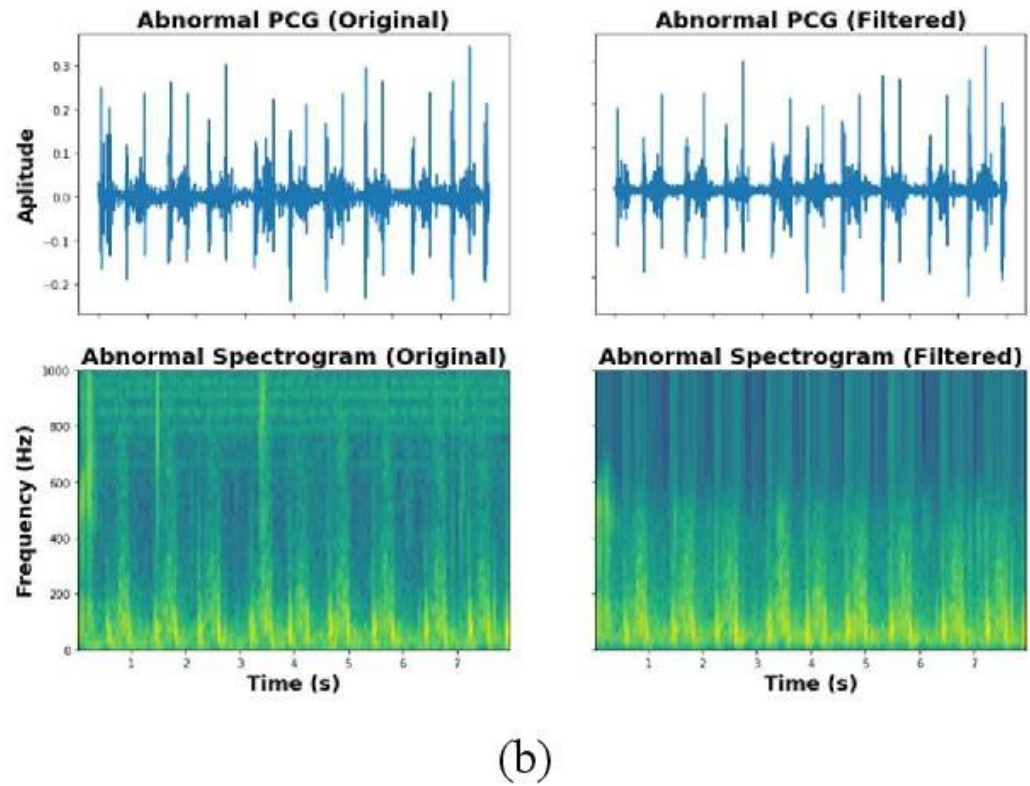 Abnormal PCG (Original)
Abnormal PCG (Filtered)
Aplitude
0.3
0.2
0.1
0.0
−0.1
−0.2
Abnormal Spectrogram (Original)
Abnormal Spectrogram (Filtered)
Frequency (Hz)
1000
800
600
400
200
0
1 2 3 4 5 6 7
1 2 3 4 5 6 7
Time (s)
Time (s)
(b)